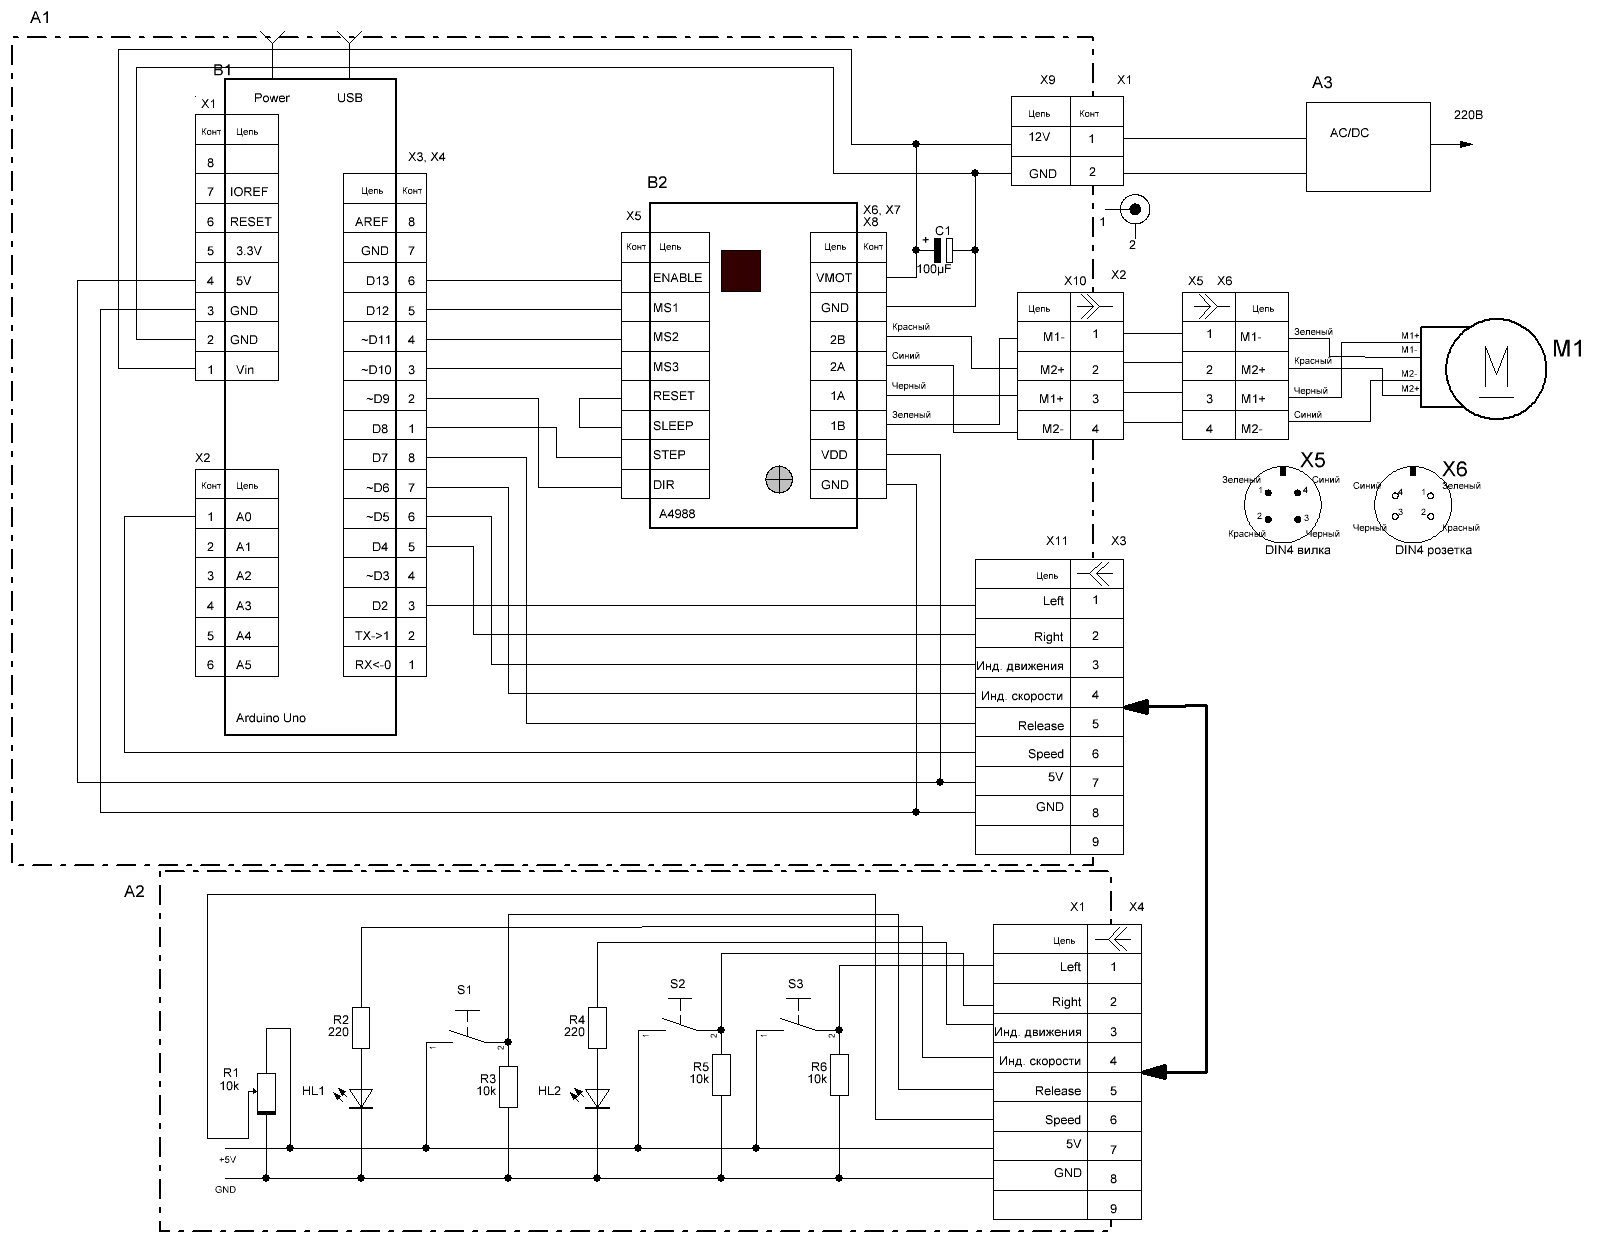 A1
B1
Power USB
X1
Конт Цепь
8
7 IOREF
6 RESET
5 3.3V
4 5V
3 GND
2 GND
1 Vin
X2
Конт Цепь
1 A0
2 A1
3 A2
4 A3
5 A4
6 A5
Arduino Uno
X3, X4
Цепь Конт
AREF 8
GND 7
D13 6
D12 5
~D11 4
~D10 3
~D9 2
D8 1
D7 8
~D6 7
~D5 6
D4 5
~D3 4
D2 3
TX->1 2
RX<-0 1
B2
X5
Конт Цепь
ENABLE
MS1
MS2
MS3
RESET
SLEEP
STEP
DIR
A4988
X6, X7
X8
Цепь Конт
VMOT
GND
2B
2A
1A
1B
VDD
GND
Красный
Синий
Черный
Зеленый
+ C1
100µF
X9 X1
Цепь Конт
12V 1
GND 2
1
2
A3
AC/DC
220В
X10 X2
Цепь
M1- 1
M2+ 2
M1+ 3
M2- 4
X5 X6
Цепь
1 M1-
2 M2+
3 M1+
4 M2-
Зеленый
Красный
Черный
Синий
M1+
M1-
M2-
M2+
M
M1
X5
Зеленый Синий
1 4
2 3
Красный Черный
DIN4 вилка
X6
Синий Зеленый
4 1
3 2
Черный Красный
DIN4 розетка
X11 X3
Цепь
Left 1
Right 2
Инд. движения 3
Инд. скорости 4
Release 5
Speed 6
5V 7
GND 8
9
A2
R1
10k
R2
220
HL1
S1
1 2
R3
10k
R4
220
HL2
S2
1 2
R5
10k
S3
1 2
R6
10k
+5V
GND
X1 X4
Цепь
Left 1
Right 2
Инд. движения 3
Инд. скорости 4
Release 5
Speed 6
5V 7
GND 8
9